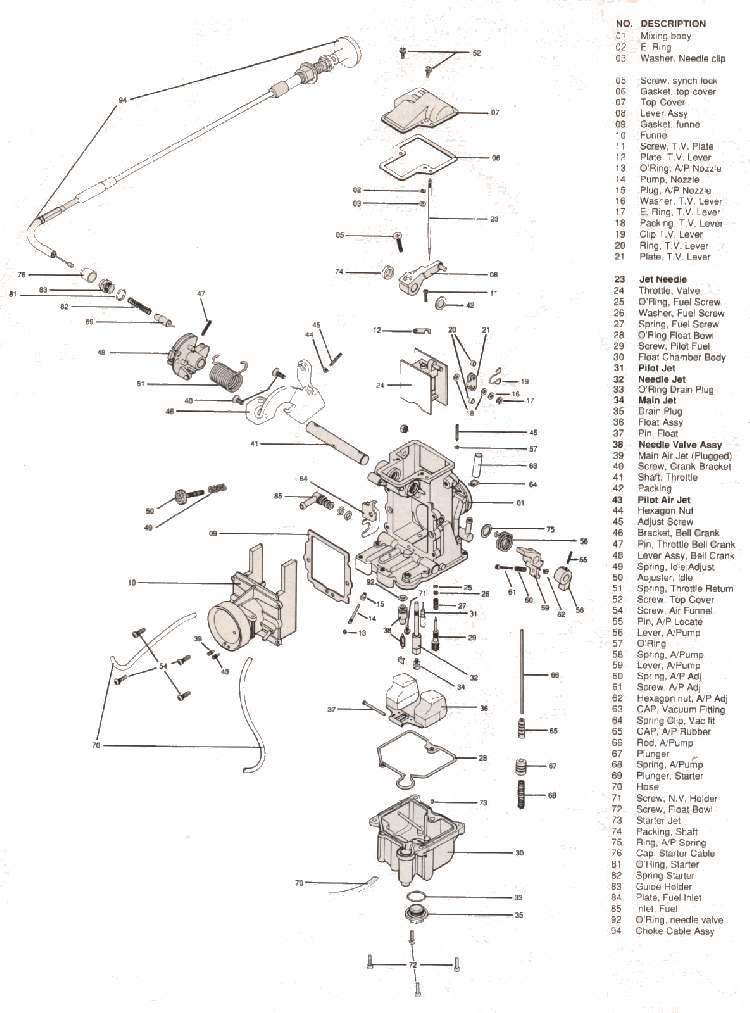 NO. DESCRIPTION
01 Mixing body
02 E. Ring
03 Washer, Needle clip
05 Screw, synch lock
06 Gasket, top cover
07 Top Cover
08 Lever Assy
09 Gasket, funne
10 Funne
11 Screw, T.V. Plate
12 Plate, T.V. Lever
13 O'Ring, A/P Nozzle
14 Pump, Nozzle
15 Plug, A/P Nozzle
16 Washer, T.V. Lever
17 E. Ring, T.V. Lever
18 Packing, T.V. Lever
19 Clip T.V. Lever
20 Ring, T.V. Lever
21 Plate, T.V. Lever
23 Jet Needle
24 Throttle, Valve
25 O'Ring, Fuel Screw
26 Washer, Fuel Screw
27 Spring, Fuel Screw
28 O'Ring Float Bowl
29 Screw, Pilot Fuel
30 Float Chamber Body
31 Pilot Jet
32 Needle Jet
33 O'Ring Drain Plug
34 Main Jet
35 Drain Plug
36 Float Assy
37 Pin, Float
38 Needle Valve Assy
39 Main Air Jet (Plugged)
40 Screw, Crank Bracket
41 Shaft, Throttle
42 Packing
43 Pilot Air Jet
44 Hexagon Nut
45 Adjust Screw
46 Bracket, Bell Crank
47 Pin, Throttle Bell Crank
48 Lever Assy, Bell Crank
49 Spring, Idle Adjust
50 Adjuster, Idle
51 Spring, Throttle Return
52 Screw, Top Cover
54 Screw, Air Funnel
55 Pin, A/P Locate
56 Lever, A/Pump
57 O'Ring
58 Spring, A/Pump
59 Lever, A/Pump
60 Spring, A/P Adj
61 Screw, A/P Adj
62 Hexagon nut, A/P Adj
63 CAP, Vacuum Fitting
64 Spring Clip, Vac fit
65 CAP, A/P Rubber
66 Rod, A/Pump
67 Plunger
68 Spring, A/Pump
69 Plunger, Starter
70 Hose
71 Screw, N.V. Holder
72 Screw, Float Bowl
73 Starter Jet
74 Packing, Shaft
75 Ring, A/P Spring
76 Cap, Starter Cable
81 O'Ring, Starter
82 Spring Starter
83 Guide Holder
84 Plate, Fuel Inlet
85 Inlet, Fuel
92 O'Ring, needle valve
94 Choke Cable Assy
52
94
07
06
02
03
23
05
76
83
81
82
69
74
08
11
42
47
45
44
12
20
21
48
51
24
19
16
17
18
40
46
41
46
57
63
84
64
85
01
50
49
09
75
58
55
61
60
59
62
56
10
92
71
25
26
27
15
14
13
38
31
29
39
43
54
32
34
66
37
36
70
65
28
67
68
73
30
70
33
35
72